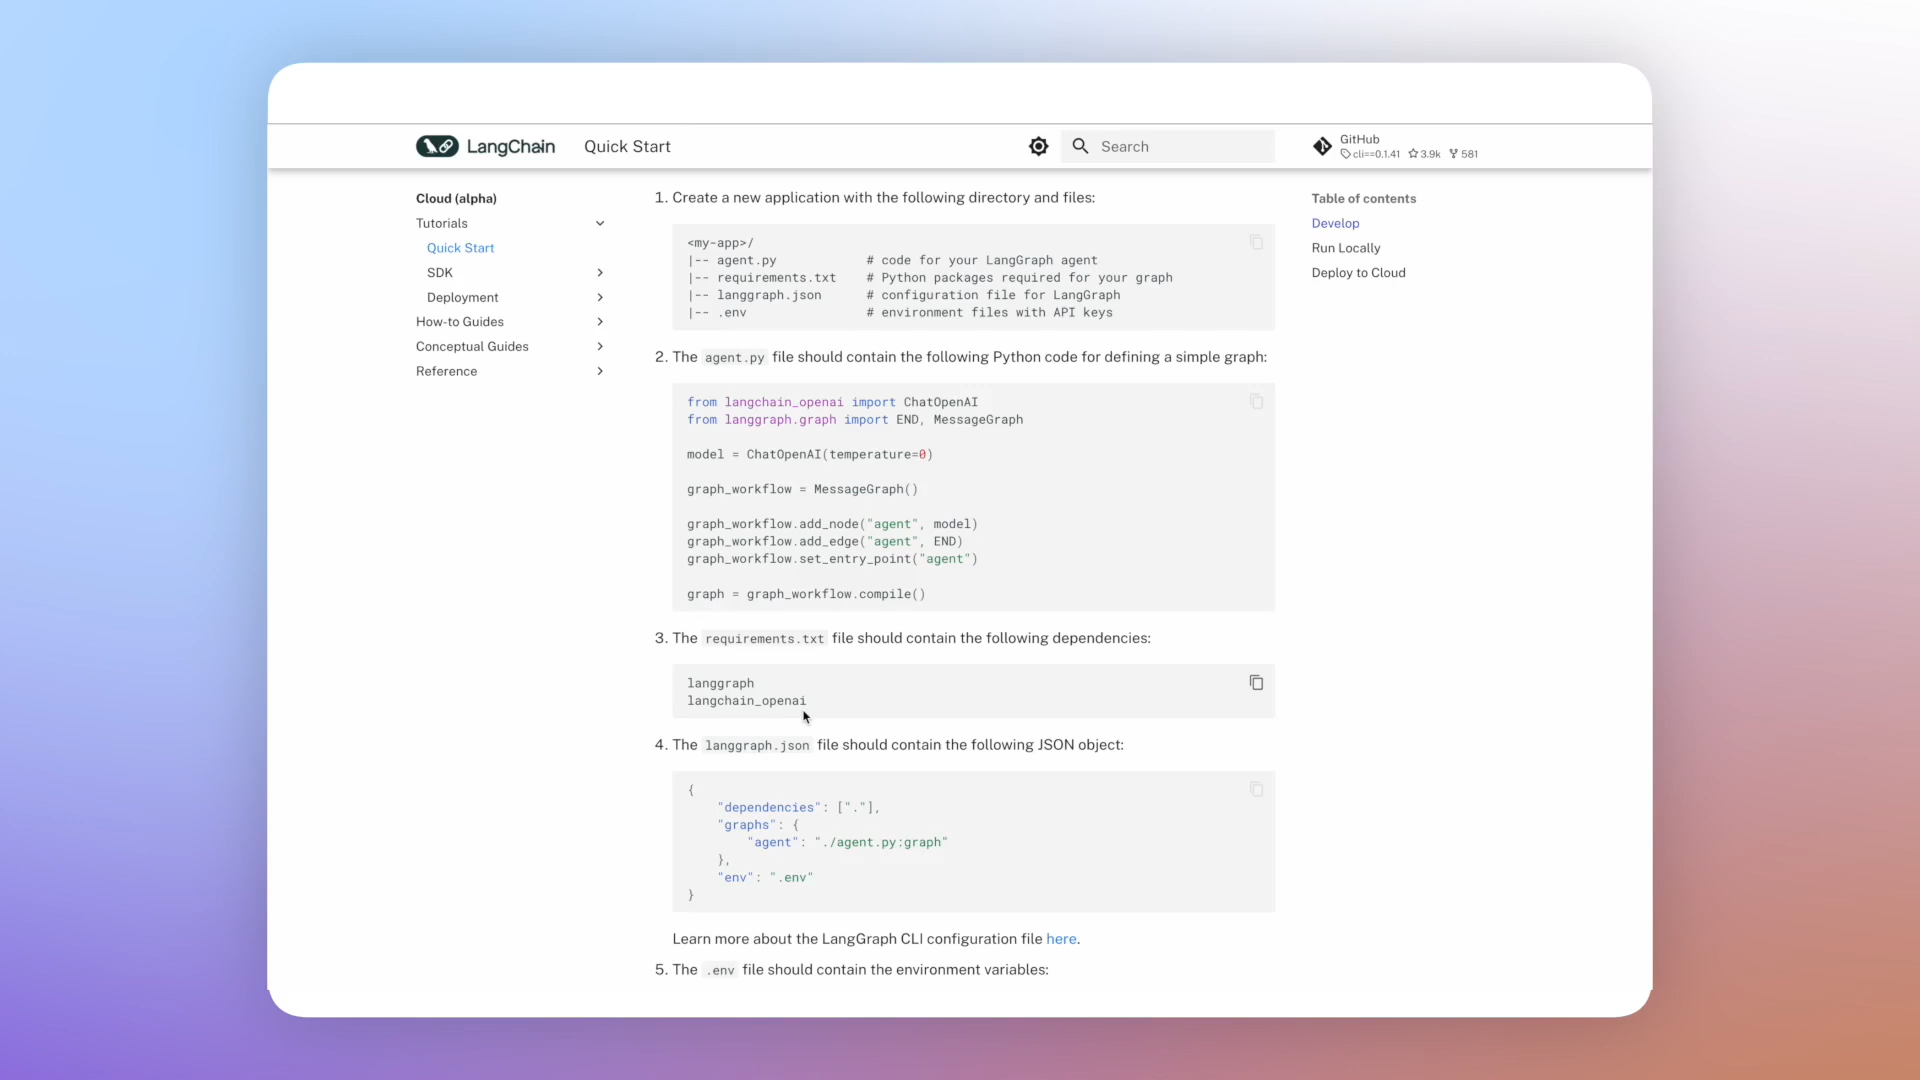 LangChain
Quick Start
Search
GitHub
cli==0.1.41 3.9k 581
Cloud (alpha)
Tutorials
Quick Start
SDK
Deployment
How-to Guides
Conceptual Guides
Reference
1. Create a new application with the following directory and files:
<my-app>/
|-- agent.py            # code for your LangGraph agent
|-- requirements.txt    # Python packages required for your graph
|-- langgraph.json      # configuration file for LangGraph
|-- .env                # environment files with API keys
2. The agent.py file should contain the following Python code for defining a simple graph:
from langchain_openai import ChatOpenAI
from langgraph.graph import END, MessageGraph
model = ChatOpenAI(temperature=0)
graph_workflow = MessageGraph()
graph_workflow.add_node("agent", model)
graph_workflow.add_edge("agent", END)
graph_workflow.set_entry_point("agent")
graph = graph_workflow.compile()
3. The requirements.txt file should contain the following dependencies:
langgraph
langchain_openai
4. The langgraph.json file should contain the following JSON object:
{
    "dependencies": ["."],
    "graphs": {
        "agent": "./agent.py:graph"
    },
    "env": ".env"
}
Learn more about the LangGraph CLI configuration file here.
5. The .env file should contain the environment variables:
Table of contents
Develop
Run Locally
Deploy to Cloud